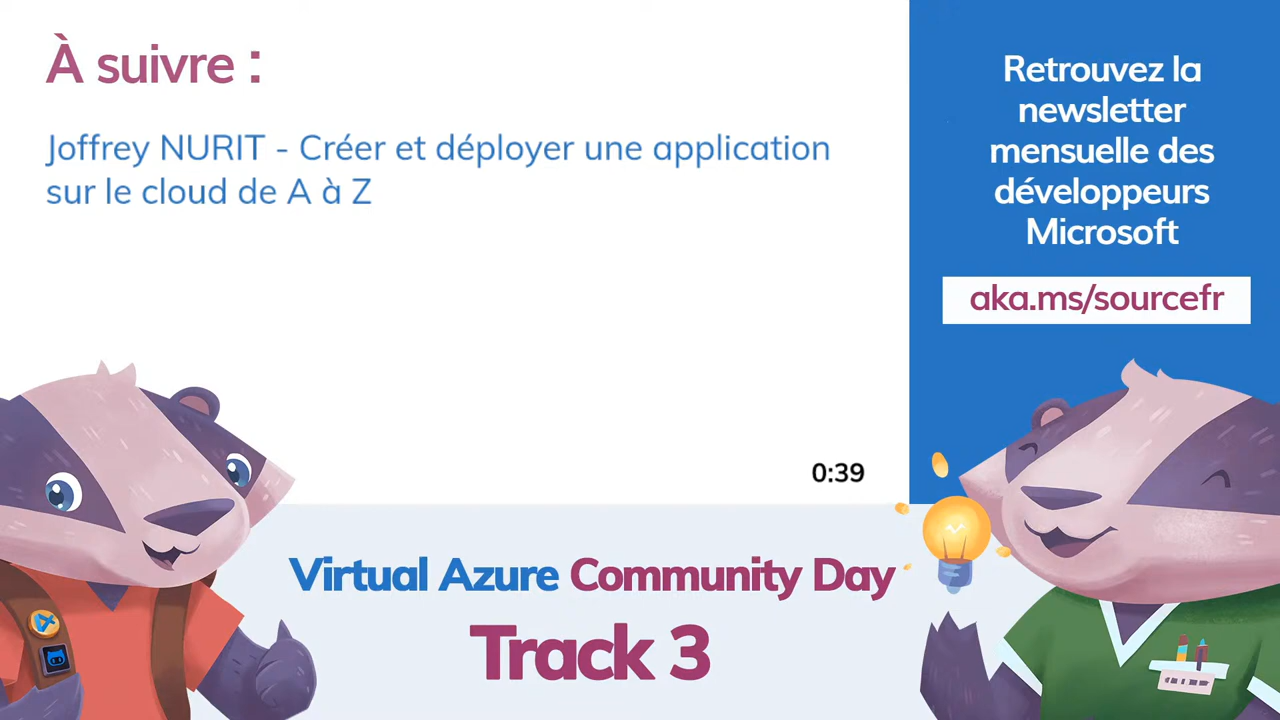 À suivre :
Joffrey NURIT - Créer et déployer une application
sur le cloud de A à Z
0:39
Retrouvez la
newsletter
mensuelle des
développeurs
Microsoft
aka.ms/sourcefr
Virtual Azure Community Day
Track 3